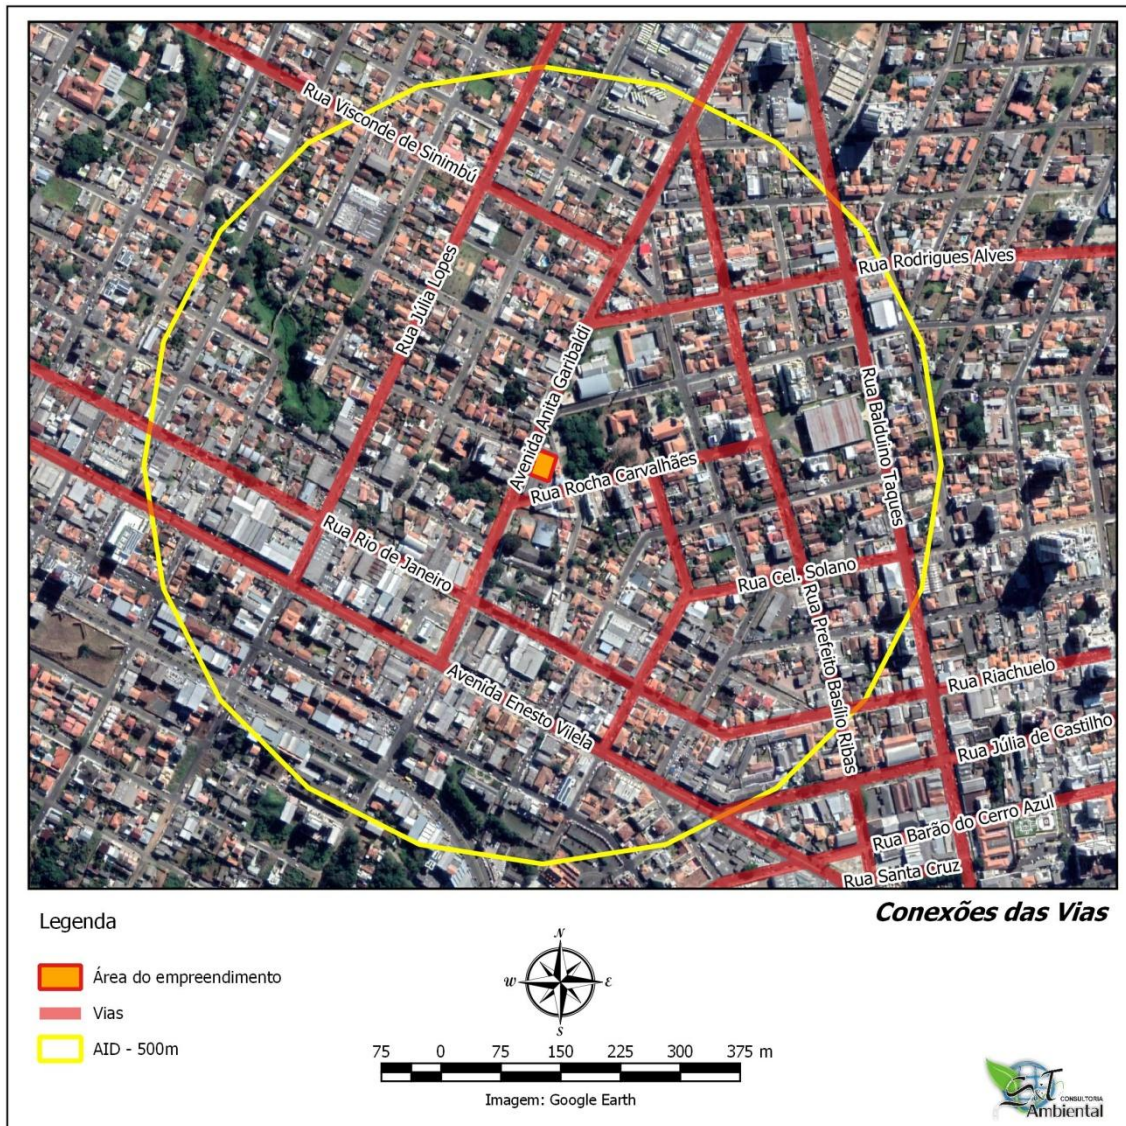 Rua Visconde de Sinimbú
Rua Júlia Lopes
Rua Rodrigues Alves
Avenida Anita Garibaldi
Rua Balduino Taques
Rua Rocha Carvalhães
Rua Rio de Janeiro
Rua Cel. Solano
Rua Prefeito Basílio Ribas
Avenida Enesto Vilela
Rua Riachuelo
Rua Júlia de Castilho
Rua Barão do Cerro Azul
Rua Santa Cruz
Conexões das Vias
Legenda
Área do empreendimento
Vias
AID - 500m
N
W E
S
75 0 75 150 225 300 375 m
Imagem: Google Earth
CONSULTORIA
Ambiental